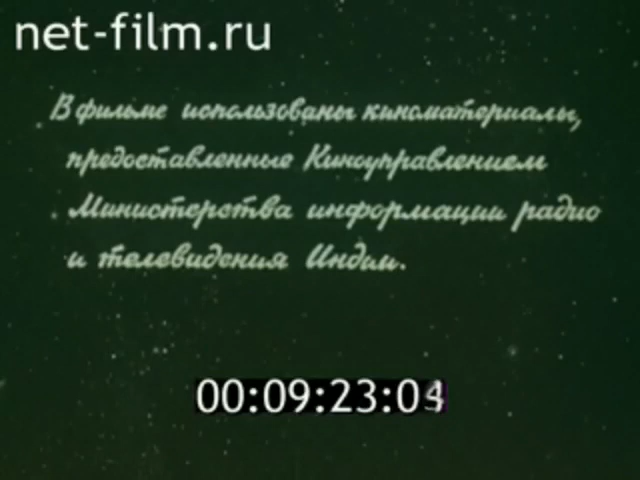 net-film.ru
В фильме использованы киноматериалы,
предоставленные Киноуправлением
Министерства информации радио
и телевидения Индии.
00:09:23:04